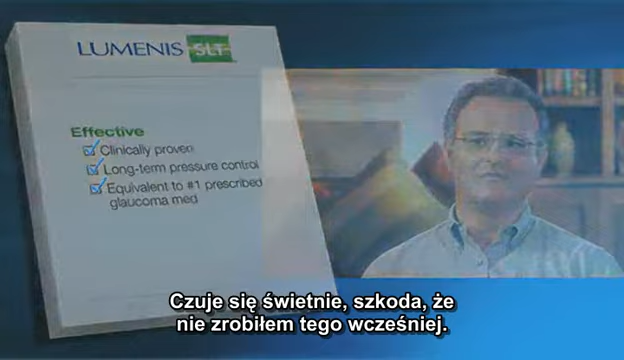 LUMENIS SLT
Effective
Clinically proven
Long-term pressure control
Equivalent to #1 prescribed
glaucoma med
Czuje się świetnie, szkoda, że
nie zrobiłem tego wcześniej.